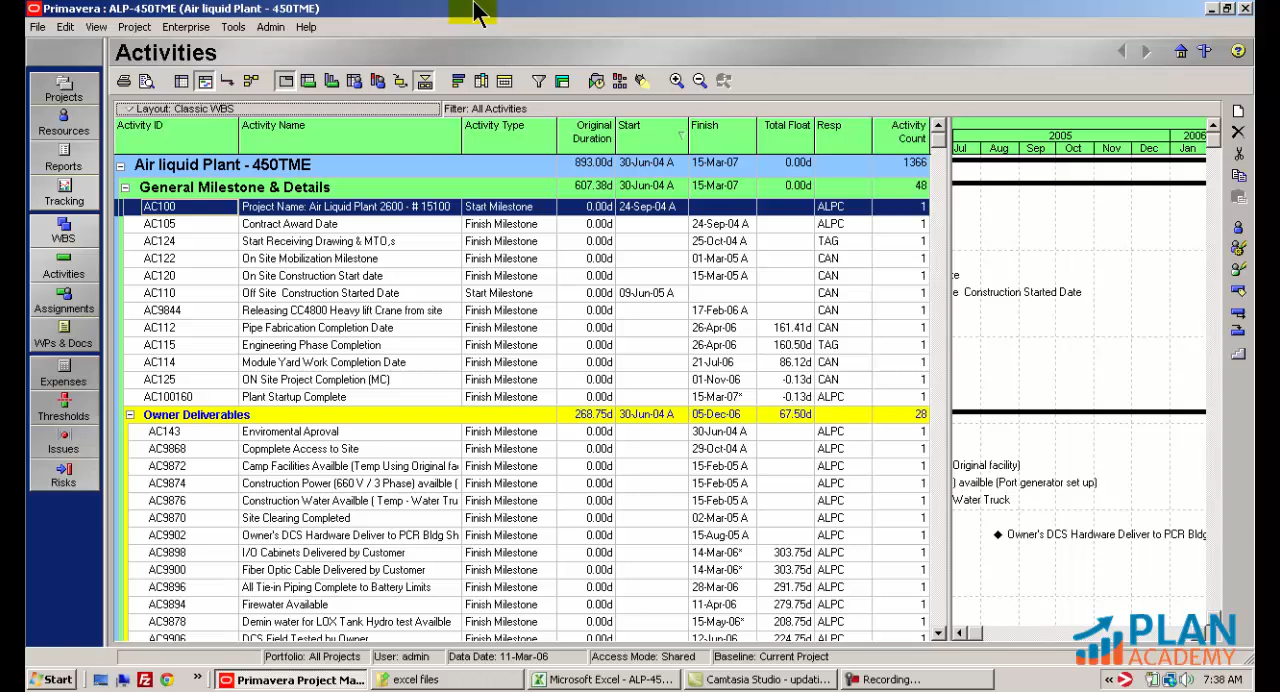 Primavera : ALP-450TME (Air liquid Plant - 450TME)
File Edit View Project Enterprise Tools Admin Help
Activities
Layout: Classic WBS Filter: All Activities
Activity ID Activity Name Activity Type Original Duration Start Finish Total Float Resp Activity Count
2005 2006
Jul Aug Sep Oct Nov Dec Jan
Air liquid Plant - 450TME 893.00d 30-Jun-04 A 15-Mar-07 0.00d 1366
General Milestone & Details 607.38d 30-Jun-04 A 15-Mar-07 0.00d 48
AC100 Project Name: Air Liquid Plant 2600 - # 15100 Start Milestone 0.00d 24-Sep-04 A ALPC 1
AC105 Contract Award Date Finish Milestone 0.00d 24-Sep-04 A ALPC 1
AC124 Start Receiving Drawing & MTO,s Finish Milestone 0.00d 25-Oct-04 A TAG 1
AC122 On Site Mobilization Milestone Finish Milestone 0.00d 01-Mar-05 A CAN 1
AC120 On Site Construction Start date Finish Milestone 0.00d 15-Mar-05 A CAN 1
AC110 Off Site Construction Started Date Start Milestone 0.00d 09-Jun-05 A CAN 1 e Construction Started Date
AC9844 Releasing CC4800 Heavy lift Crane from site Finish Milestone 0.00d 17-Feb-06 A CAN 1
AC112 Pipe Fabrication Completion Date Finish Milestone 0.00d 26-Apr-06 161.41d CAN 1
AC115 Engineering Phase Completion Finish Milestone 0.00d 26-Apr-06 160.50d TAG 1
AC114 Module Yard Work Completion Date Finish Milestone 0.00d 21-Jul-06 86.12d CAN 1
AC125 ON Site Project Completion (MC) Finish Milestone 0.00d 01-Nov-06 -0.13d CAN 1
AC100160 Plant Startup Complete Finish Milestone 0.00d 15-Mar-07* -0.13d CAN 1
Owner Deliverables 268.75d 30-Jun-04 A 05-Dec-06 67.50d 28
AC143 Enviromental Aproval Finish Milestone 0.00d 30-Jun-04 A ALPC 1
AC9868 Copmplete Access to Site Finish Milestone 0.00d 29-Oct-04 A ALPC 1
AC9872 Camp Facilities Availble (Temp Using Original fa Finish Milestone 0.00d 15-Feb-05 A ALPC 1 Original facility)
AC9874 Construction Power (660 V / 3 Phase) availble ( Finish Milestone 0.00d 15-Feb-05 A ALPC 1 ) availble (Port generator set up)
AC9876 Construction Water Availble ( Temp - Water Tru Finish Milestone 0.00d 15-Feb-05 A ALPC 1 Water Truck
AC9870 Site Clearing Completed Finish Milestone 0.00d 02-Mar-05 A ALPC 1
AC9902 Owner's DCS Hardware Deliver to PCR Bldg Sh Finish Milestone 0.00d 15-Aug-05 A ALPC 1 Owner's DCS Hardware Deliver to PCR Bldg
AC9898 I/O Cabinets Delivered by Customer Finish Milestone 0.00d 14-Mar-06* 303.75d ALPC 1
AC9900 Fiber Optic Cable Delivered by Customer Finish Milestone 0.00d 14-Mar-06* 303.75d ALPC 1
AC9896 All Tie-in Piping Complete to Battery Limits Finish Milestone 0.00d 28-Mar-06 291.75d ALPC 1
AC9894 Firewater Available Finish Milestone 0.00d 11-Apr-06 279.75d ALPC 1
AC9878 Demin water for LOX Tank Hydro test Availble Finish Milestone 0.00d 15-May-06* 208.75d ALPC 1
AC9906 DCS Field Tested by Owner Finish Milestone 0.00d 12-Jun-06 224.75d ALPC 1
Projects
Resources
Reports
Tracking
WBS
Activities
Assignments
WPs & Docs
Expenses
Thresholds
Issues
Risks
PLAN
ACADEMY
Portfolio: All Projects User: admin Data Date: 11-Mar-06 Access Mode: Shared Baseline: Current Project
Start Primavera Project Ma... excel files Microsoft Excel - ALP-45... Camtasia Studio - updati... Recording... 7:38 AM